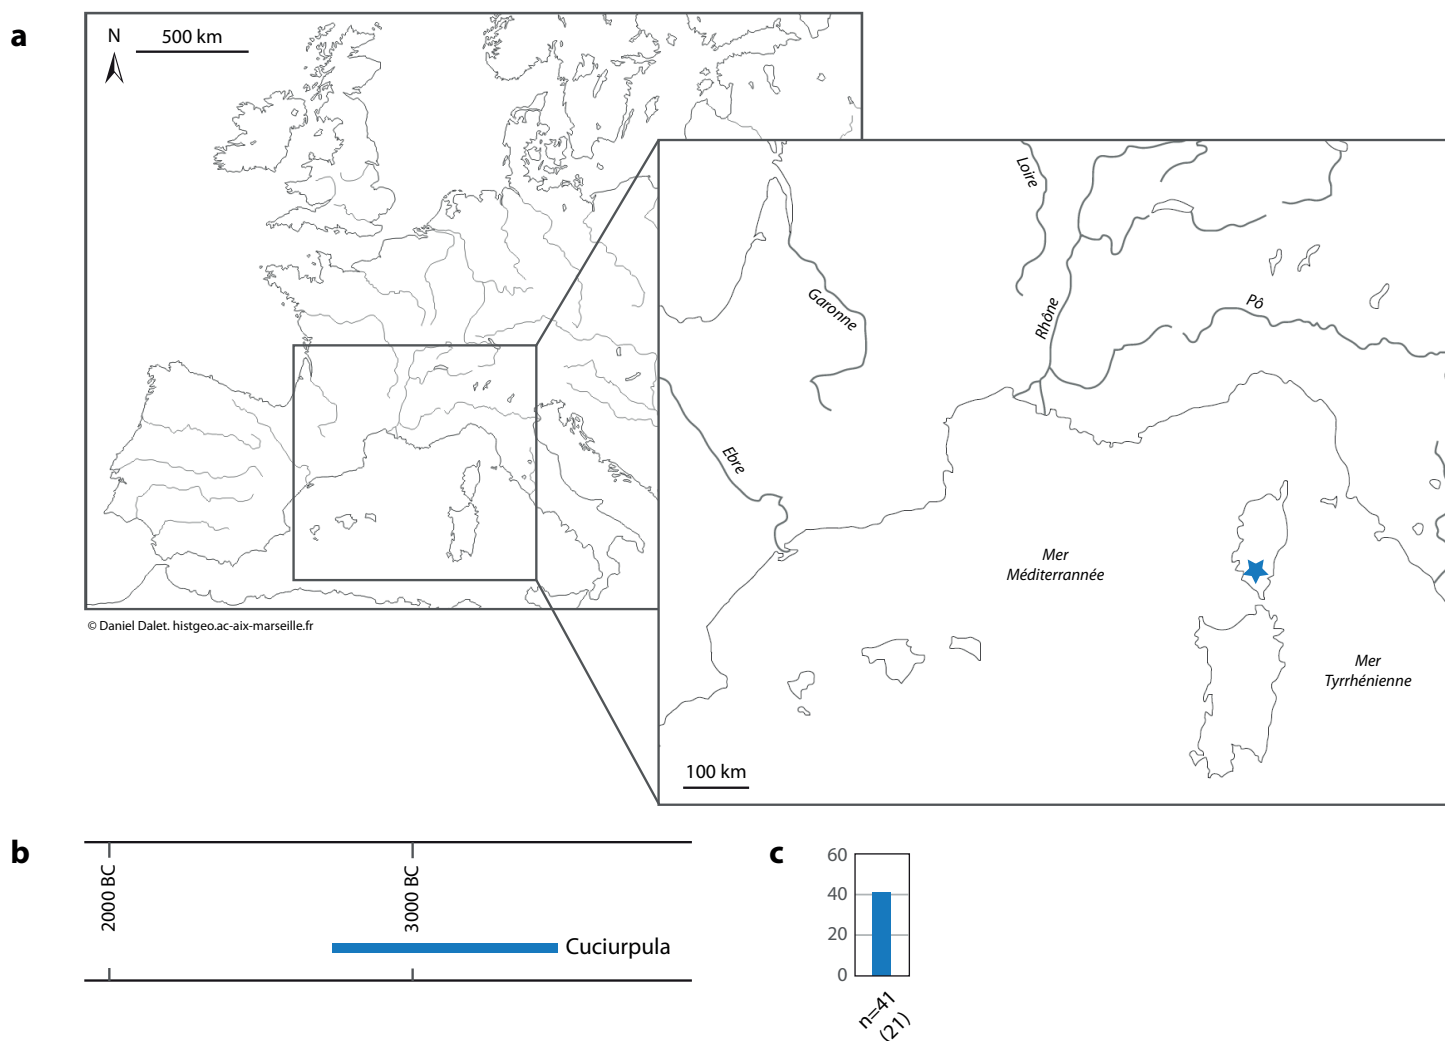 a
N
500 km
© Daniel Dalet. histgeo.ac-aix-marseille.fr
Loire
Garonne
Rhône
Pô
Ebre
Mer
Méditerrannée
Mer
Tyrrhénienne
100 km
b
2000 BC
3000 BC
Cuciurpula
c
60
40
20
0
n=41
(21)